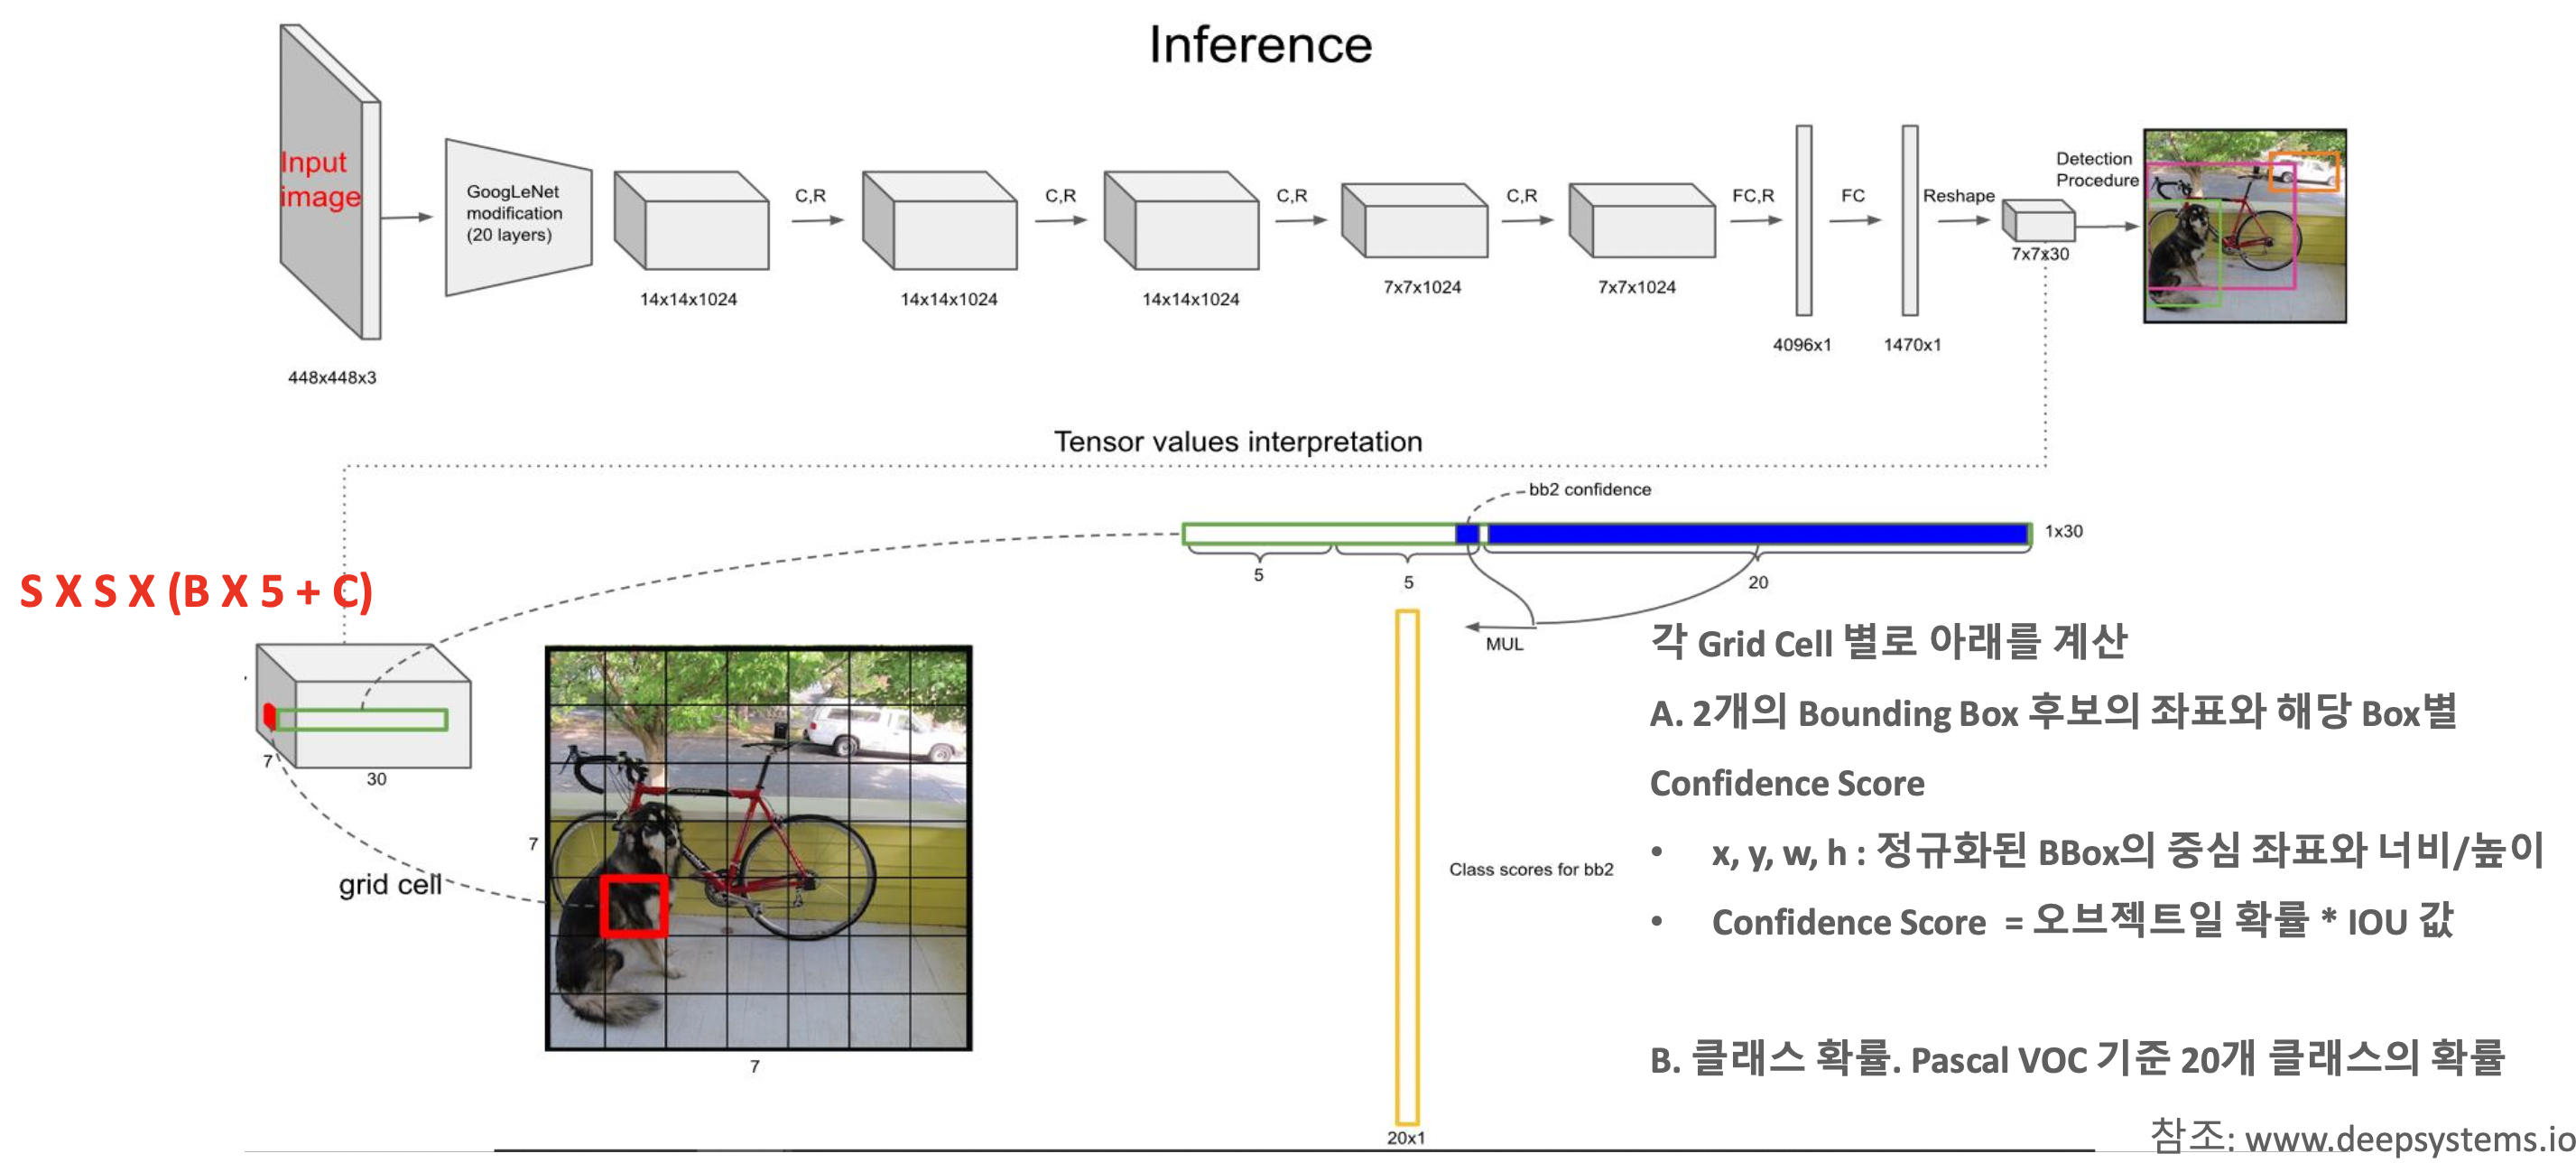 Inference
Input
image
448x448x3
GoogLeNet
modification
(20 layers)
14x14x1024
C,R
14x14x1024
C,R
14x14x1024
C,R
7x7x1024
C,R
7x7x1024
FC,R
4096x1
FC
1470x1
Reshape
7x7x30
Detection
Procedure
Tensor values interpretation
bb2 confidence
1x30
5
5
20
MUL
S X S X (B X 5 + C)
7
30
grid cell
7
7
Class scores for bb2
20x1
각 Grid Cell 별로 아래를 계산
A. 2개의 Bounding Box 후보의 좌표와 해당 Box별
Confidence Score
• x, y, w, h : 정규화된 BBox의 중심 좌표와 너비/높이
• Confidence Score = 오브젝트일 확률 * IOU 값
B. 클래스 확률. Pascal VOC 기준 20개 클래스의 확률
참조: www.deepsystems.io